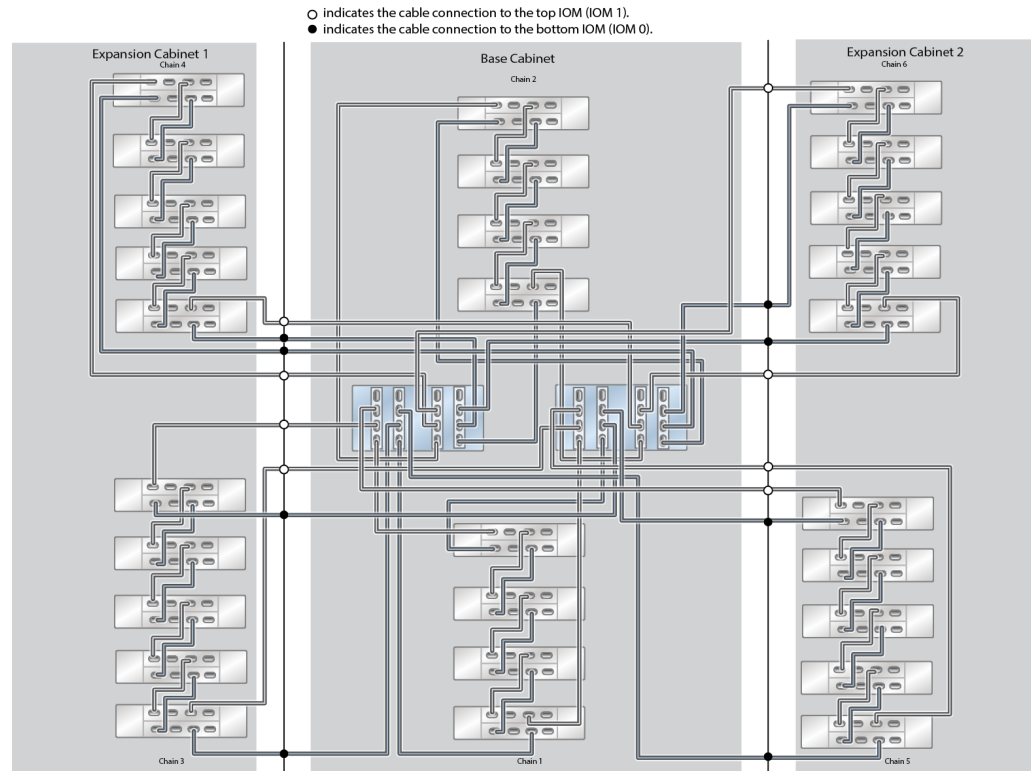 indicates the cable connection to the top IOM (IOM 1).
indicates the cable connection to the bottom IOM (IOM 0).
Expansion Cabinet 1
Chain 4
Base Cabinet
Chain 2
Expansion Cabinet 2
Chain 6
Chain 3
Chain 1
Chain 5